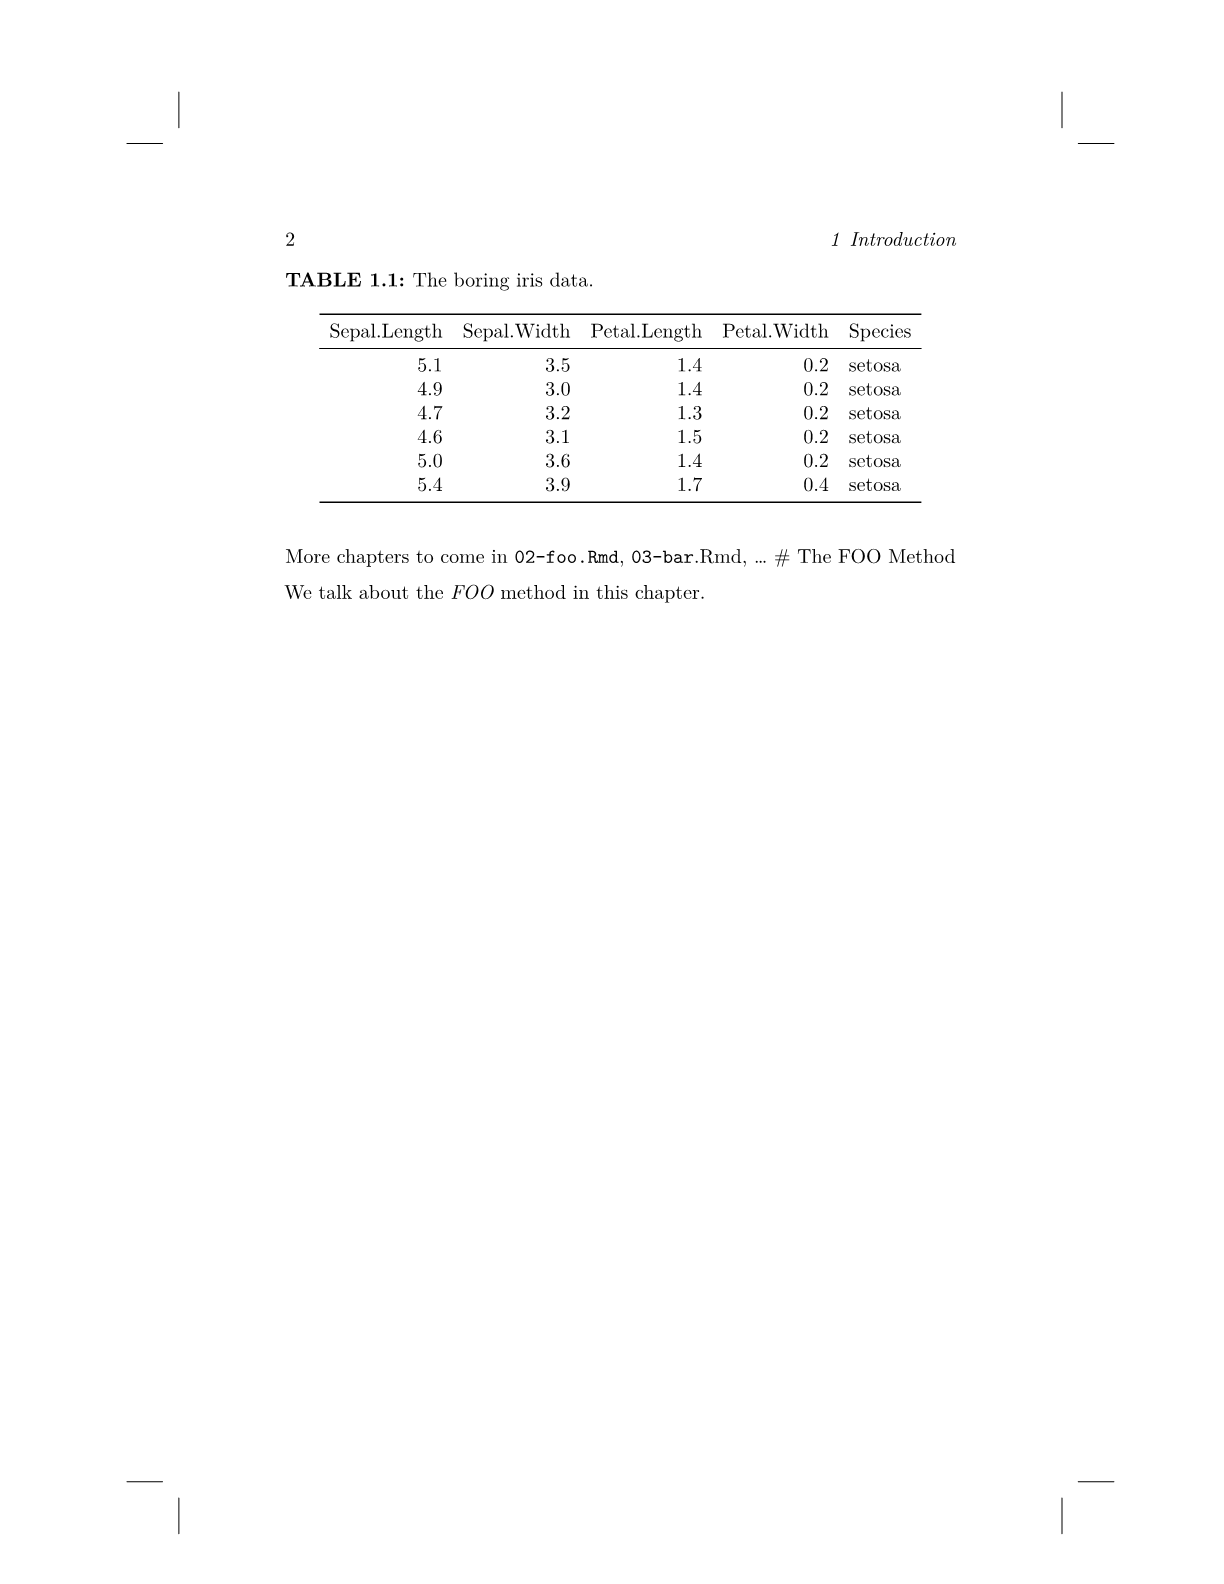 2 1 Introduction
TABLE 1.1: The boring iris data.
Sepal.Length Sepal.Width Petal.Length Petal.Width Species
5.1 3.5 1.4 0.2 setosa
4.9 3.0 1.4 0.2 setosa
4.7 3.2 1.3 0.2 setosa
4.6 3.1 1.5 0.2 setosa
5.0 3.6 1.4 0.2 setosa
5.4 3.9 1.7 0.4 setosa
More chapters to come in 02-foo.Rmd, 03-bar.Rmd, … # The FOO Method
We talk about the FOO method in this chapter.